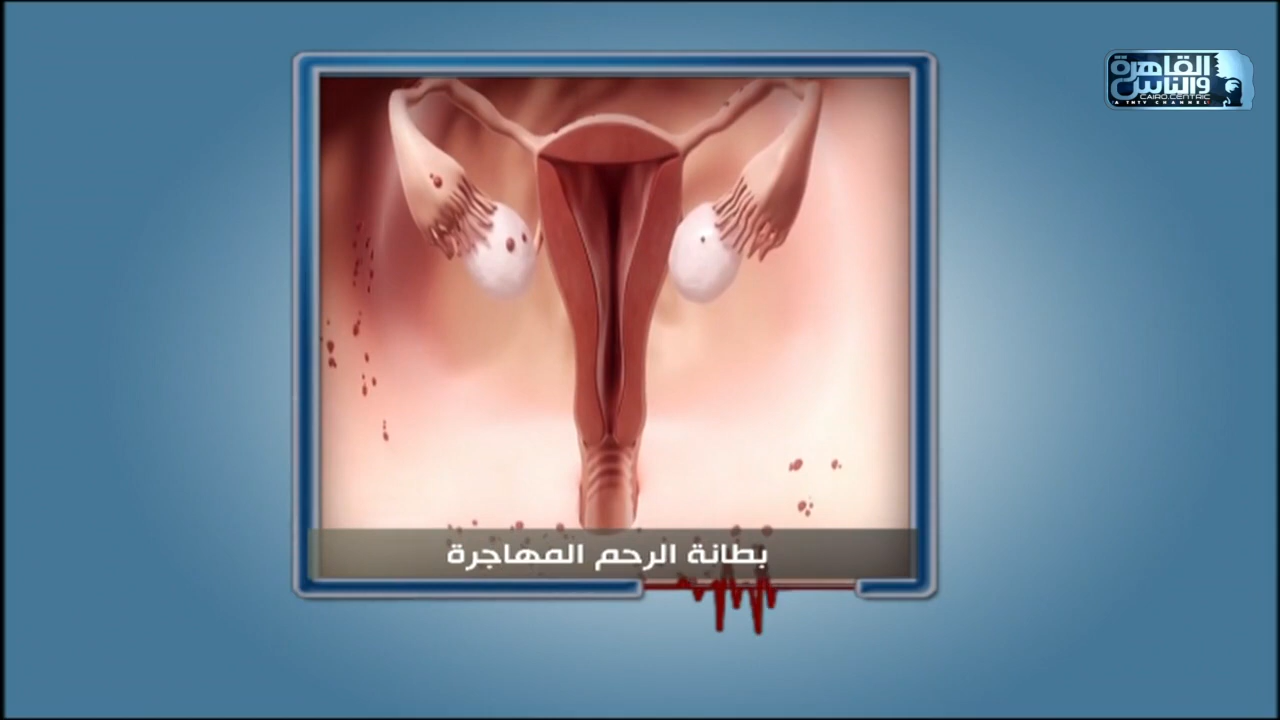 القاهرة
والناس
CAIRO.CENTRIC
A TNTV CHANNEL
بطانة الرحم المهاجرة